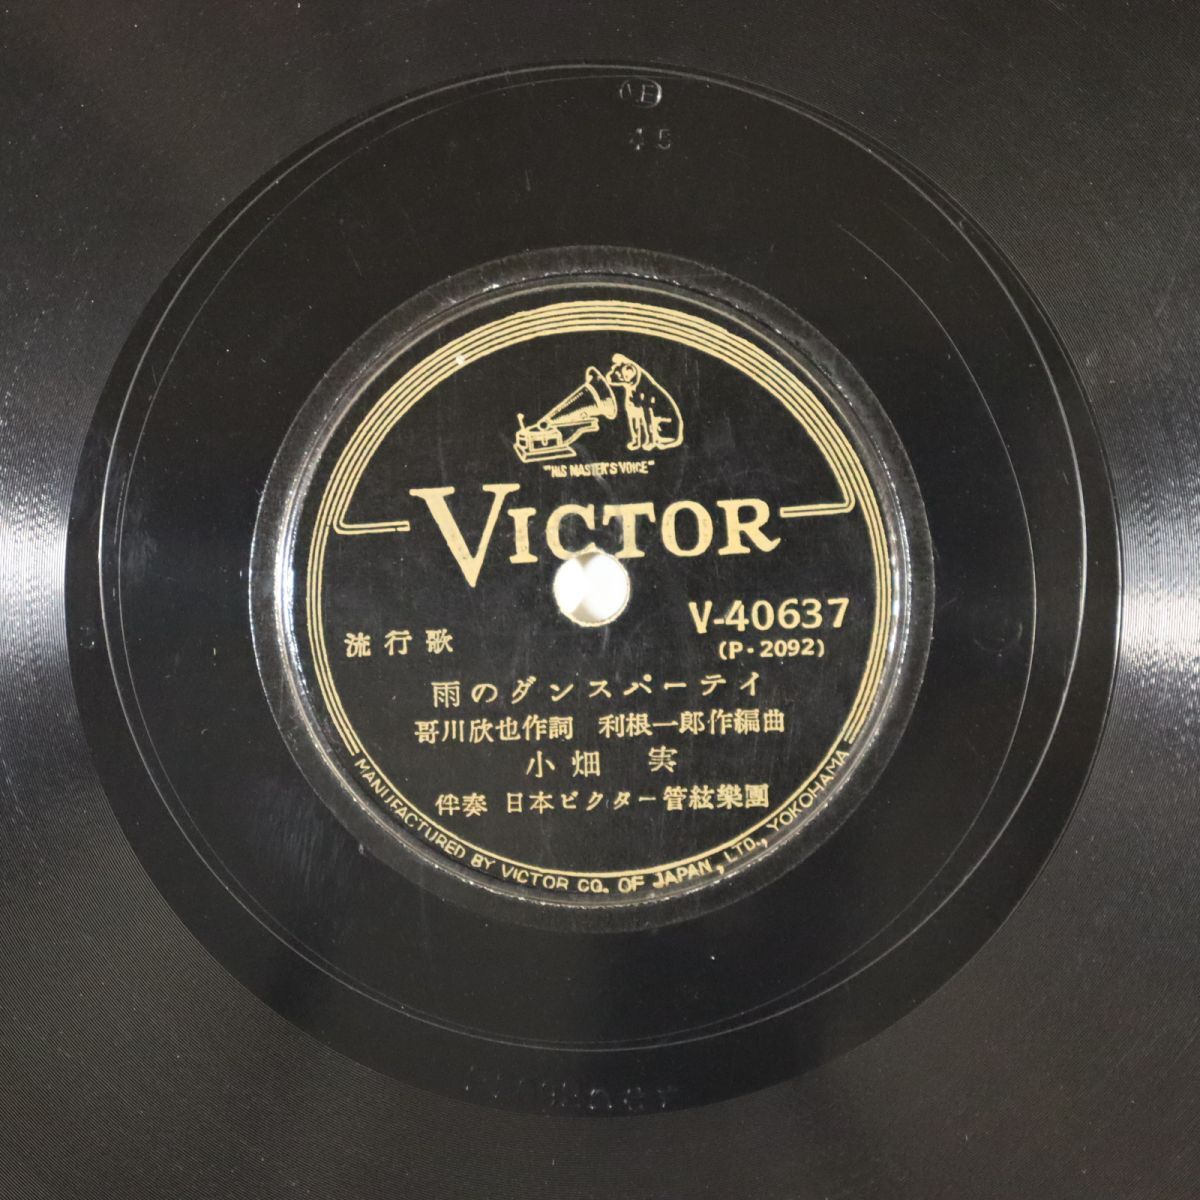 45
"HIS MASTER'S VOICE"
VICTOR
V-40637
(P・2092)
流行歌
雨のダンスパーテイ
哥川欣也作詞 利根一郎作編曲
小畑 実
伴奏 日本ビクター管絃樂團
MANUFACTURED BY VICTOR CO. OF JAPAN, LTD., YOKOHAMA